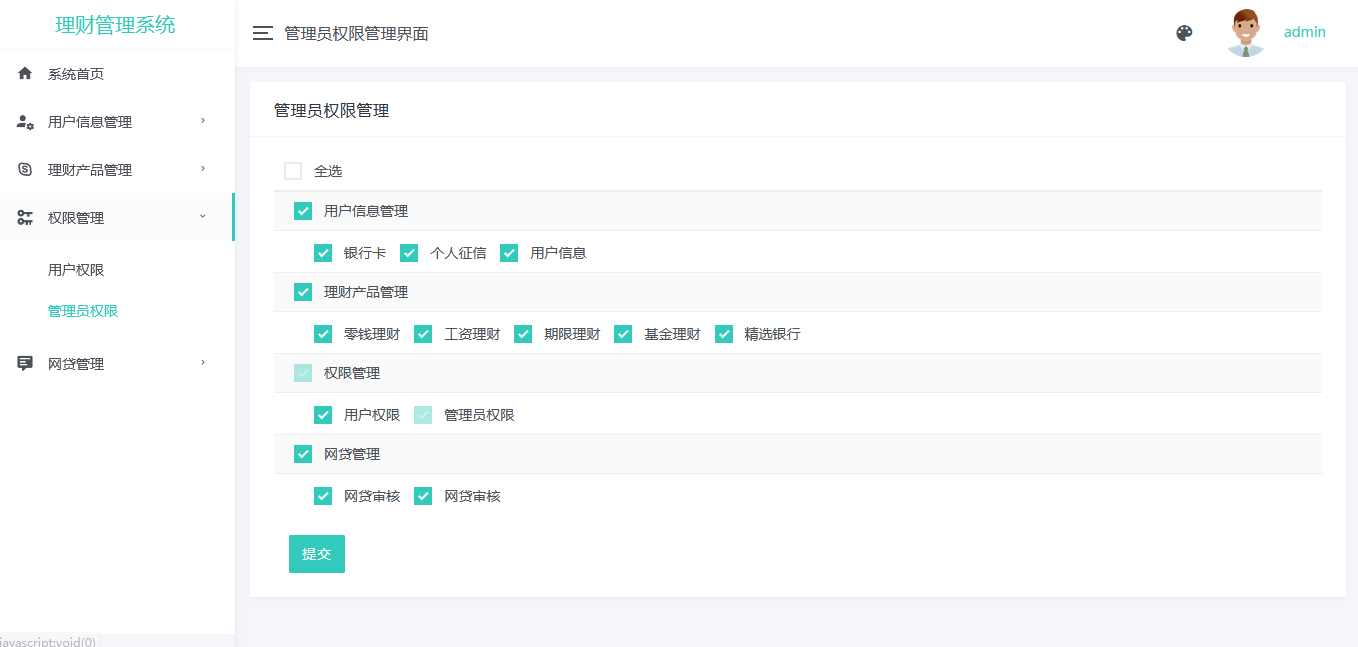 理财管理系统
系统首页
用户信息管理
理财产品管理
权限管理
用户权限
管理员权限
网贷管理
javascript:void(0)
管理员权限管理界面
admin
管理员权限管理
全选
用户信息管理
银行卡 个人征信 用户信息
理财产品管理
零钱理财 工资理财 期限理财 基金理财 精选银行
权限管理
用户权限 管理员权限
网贷管理
网贷审核 网贷审核
提交